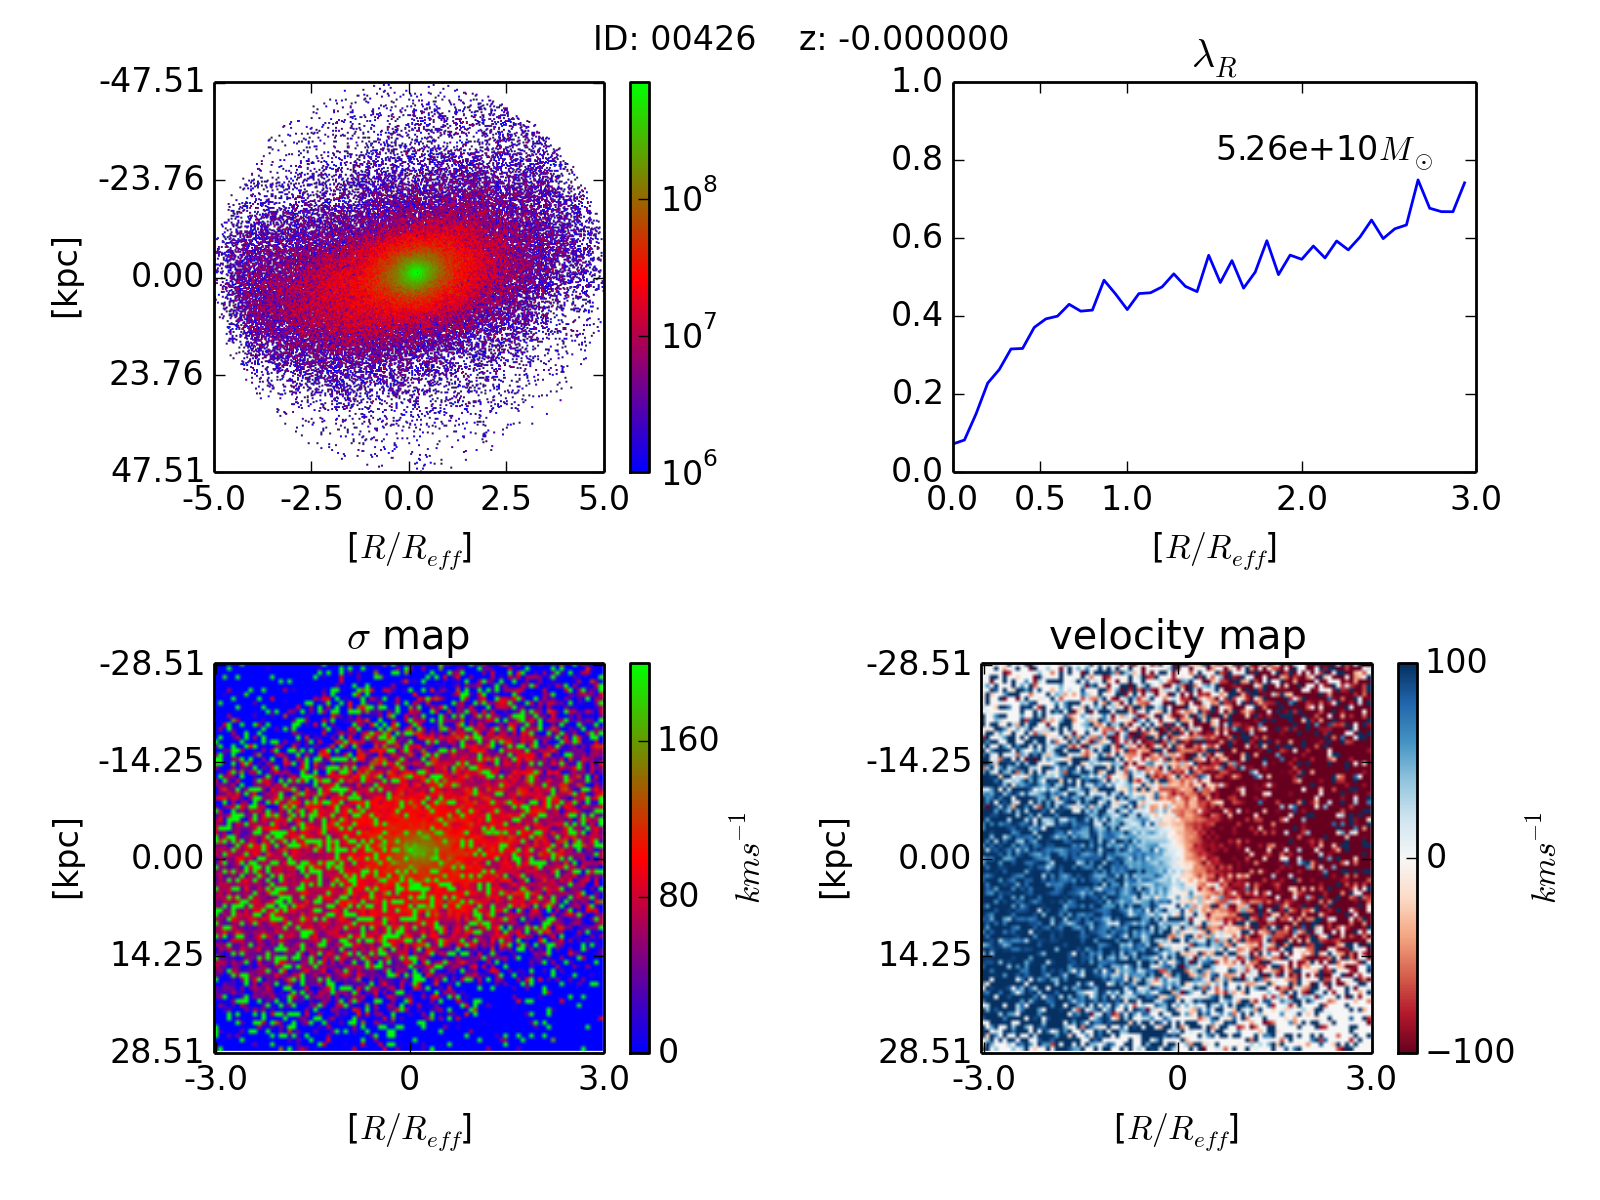 ID: 00426 z: -0.000000
-47.51
-23.76
0.00
23.76
47.51
[kpc]
-5.0 -2.5 0.0 2.5 5.0
[R/R_eff]
10^8
10^7
10^6
λ_R
1.0
0.8
0.6
0.4
0.2
0.0
5.26e+10M_⊙
0.0 0.5 1.0 2.0 3.0
[R/R_eff]
σ map
-28.51
-14.25
0.00
14.25
28.51
[kpc]
-3.0 0 3.0
[R/R_eff]
160
80
0
kms^−1
velocity map
-28.51
-14.25
0.00
14.25
28.51
[kpc]
-3.0 0 3.0
[R/R_eff]
100
0
−100
kms^−1